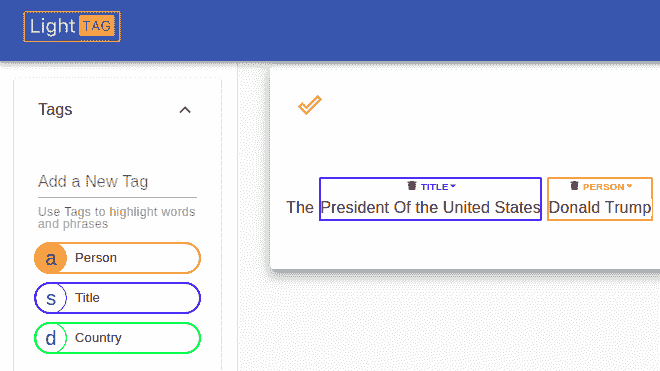 Light TAG
Tags
Add a New Tag
Use Tags to highlight words
and phrases
a Person
s Title
d Country
TITLE PERSON
The President Of the United States Donald Trump